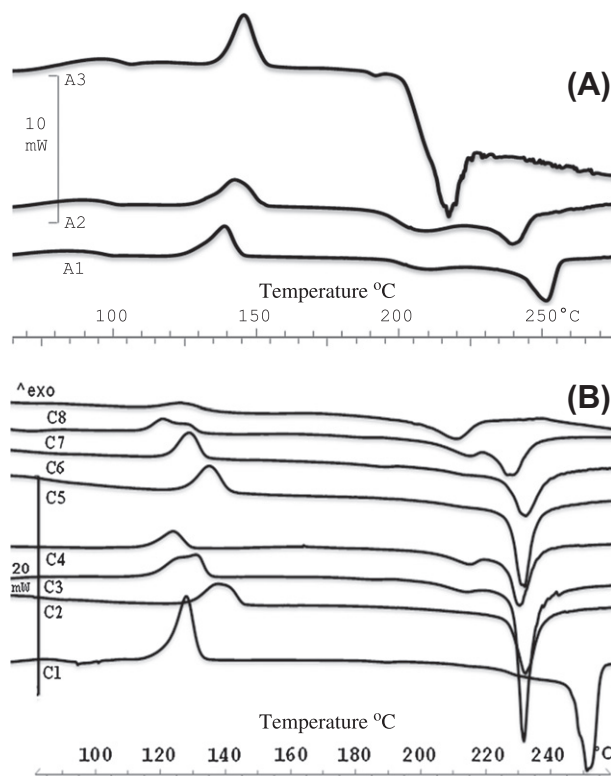 (A)
A3
10
mW
A2
A1
Temperature °C
100 150 200 250°C
^exo
(B)
C8
C7
C6
C5
C4
20
mW
C3
C2
C1
Temperature °C
100 120 140 160 180 200 220 240 °C